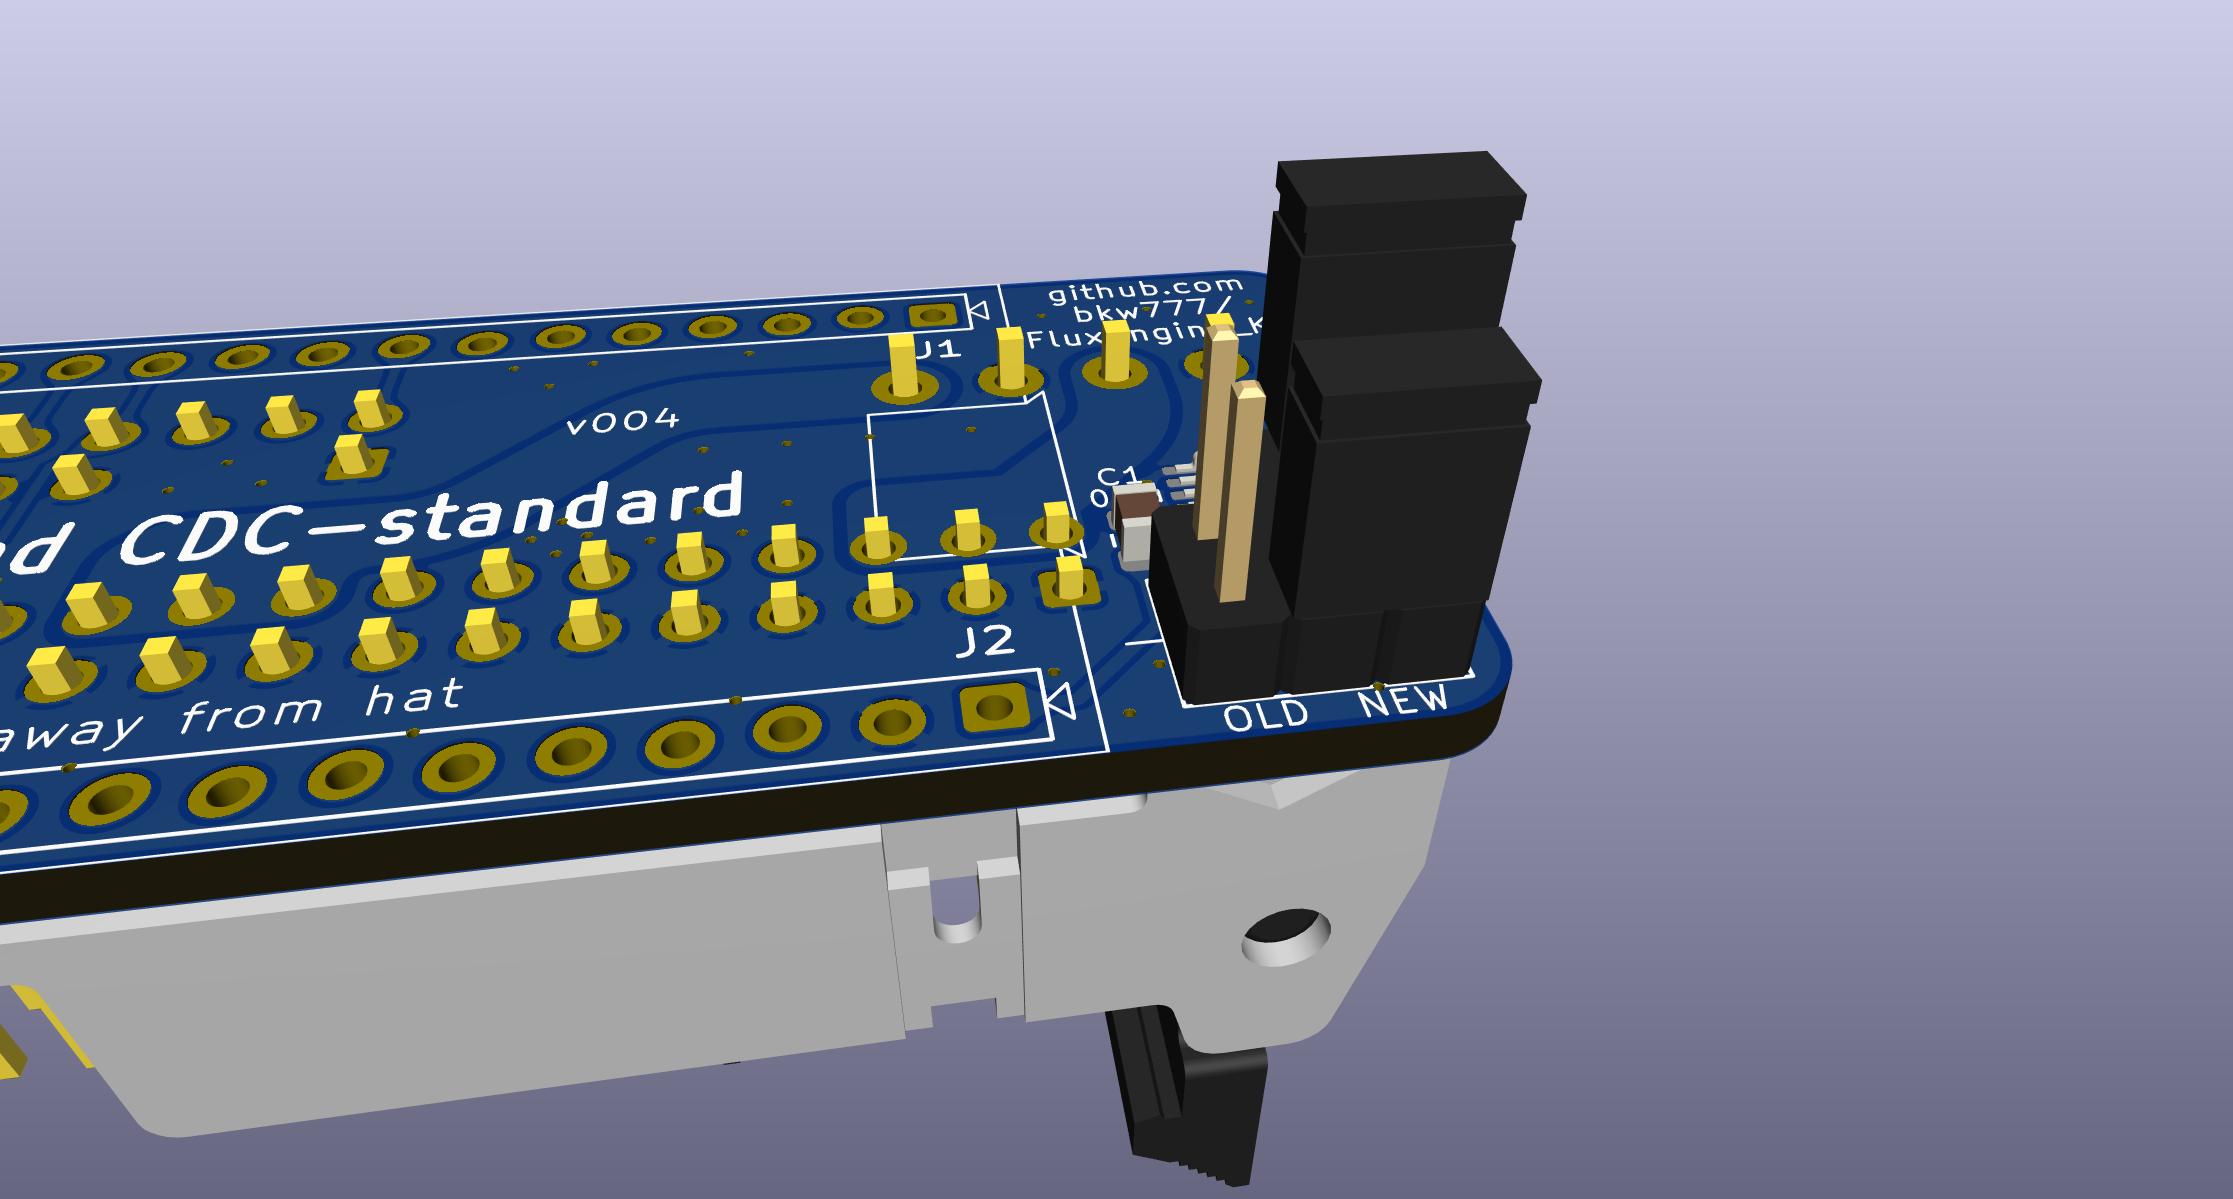 github.com
bkw777/
J1
v004
C1
CDC-standard
J2
away from hat
OLD NEW